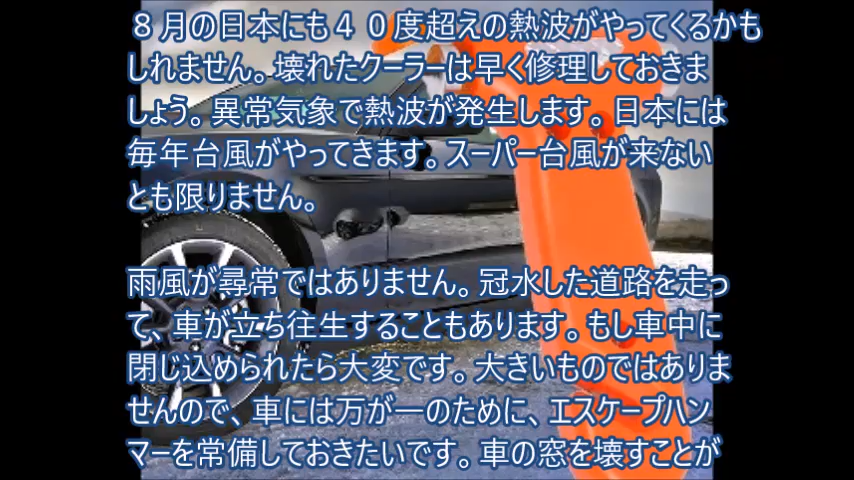 ８月の日本にも４０度超えの熱波がやってくるかも
しれません。壊れたクーラーは早く修理しておきま
しょう。異常気象で熱波が発生します。日本には
毎年台風がやってきます。スーパー台風が来ない
とも限りません。
雨風が尋常ではありません。冠水した道路を走っ
て、車が立ち往生することもあります。もし車中に
閉じ込められたら大変です。大さいものではありま
せんので、車には万が一のために、エスケープハン
マーを常備しておきたいです。車の窓を壊すことが